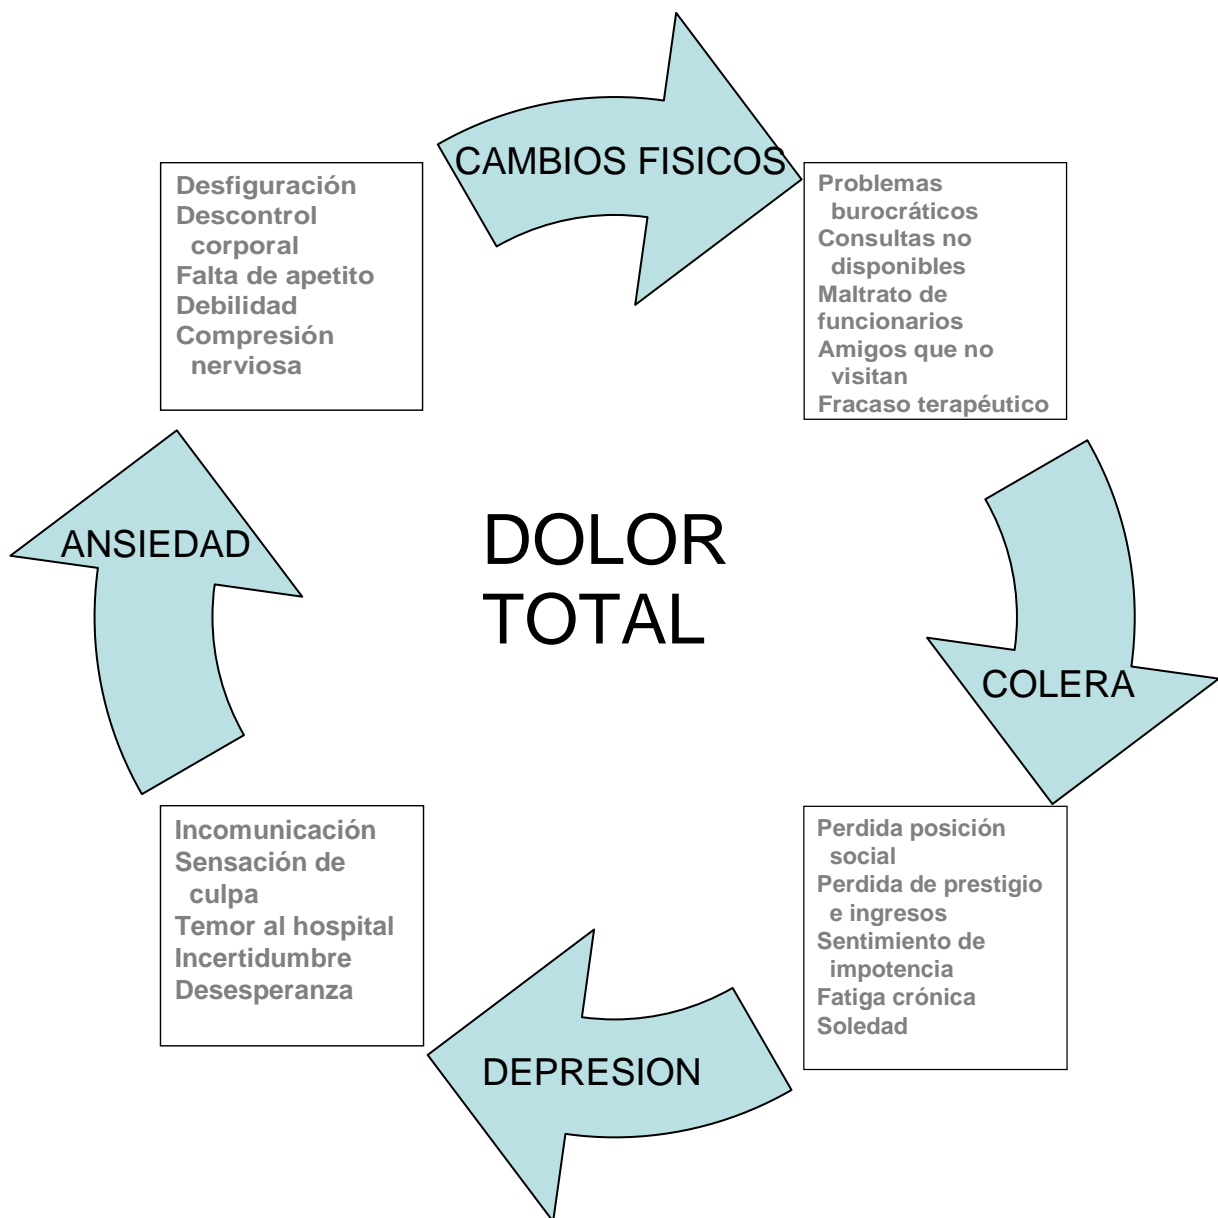 CAMBIOS FISICOS
Desfiguración
Descontrol
corporal
Falta de apetito
Debilidad
Compresión
nerviosa
Problemas
burocráticos
Consultas no
disponibles
Maltrato de
funcionarios
Amigos que no
visitan
Fracaso terapéutico
ANSIEDAD
DOLOR
TOTAL
COLERA
Incomunicación
Sensación de
culpa
Temor al hospital
Incertidumbre
Desesperanza
Perdida posición
social
Perdida de prestigio
e ingresos
Sentimiento de
impotencia
Fatiga crónica
Soledad
DEPRESION